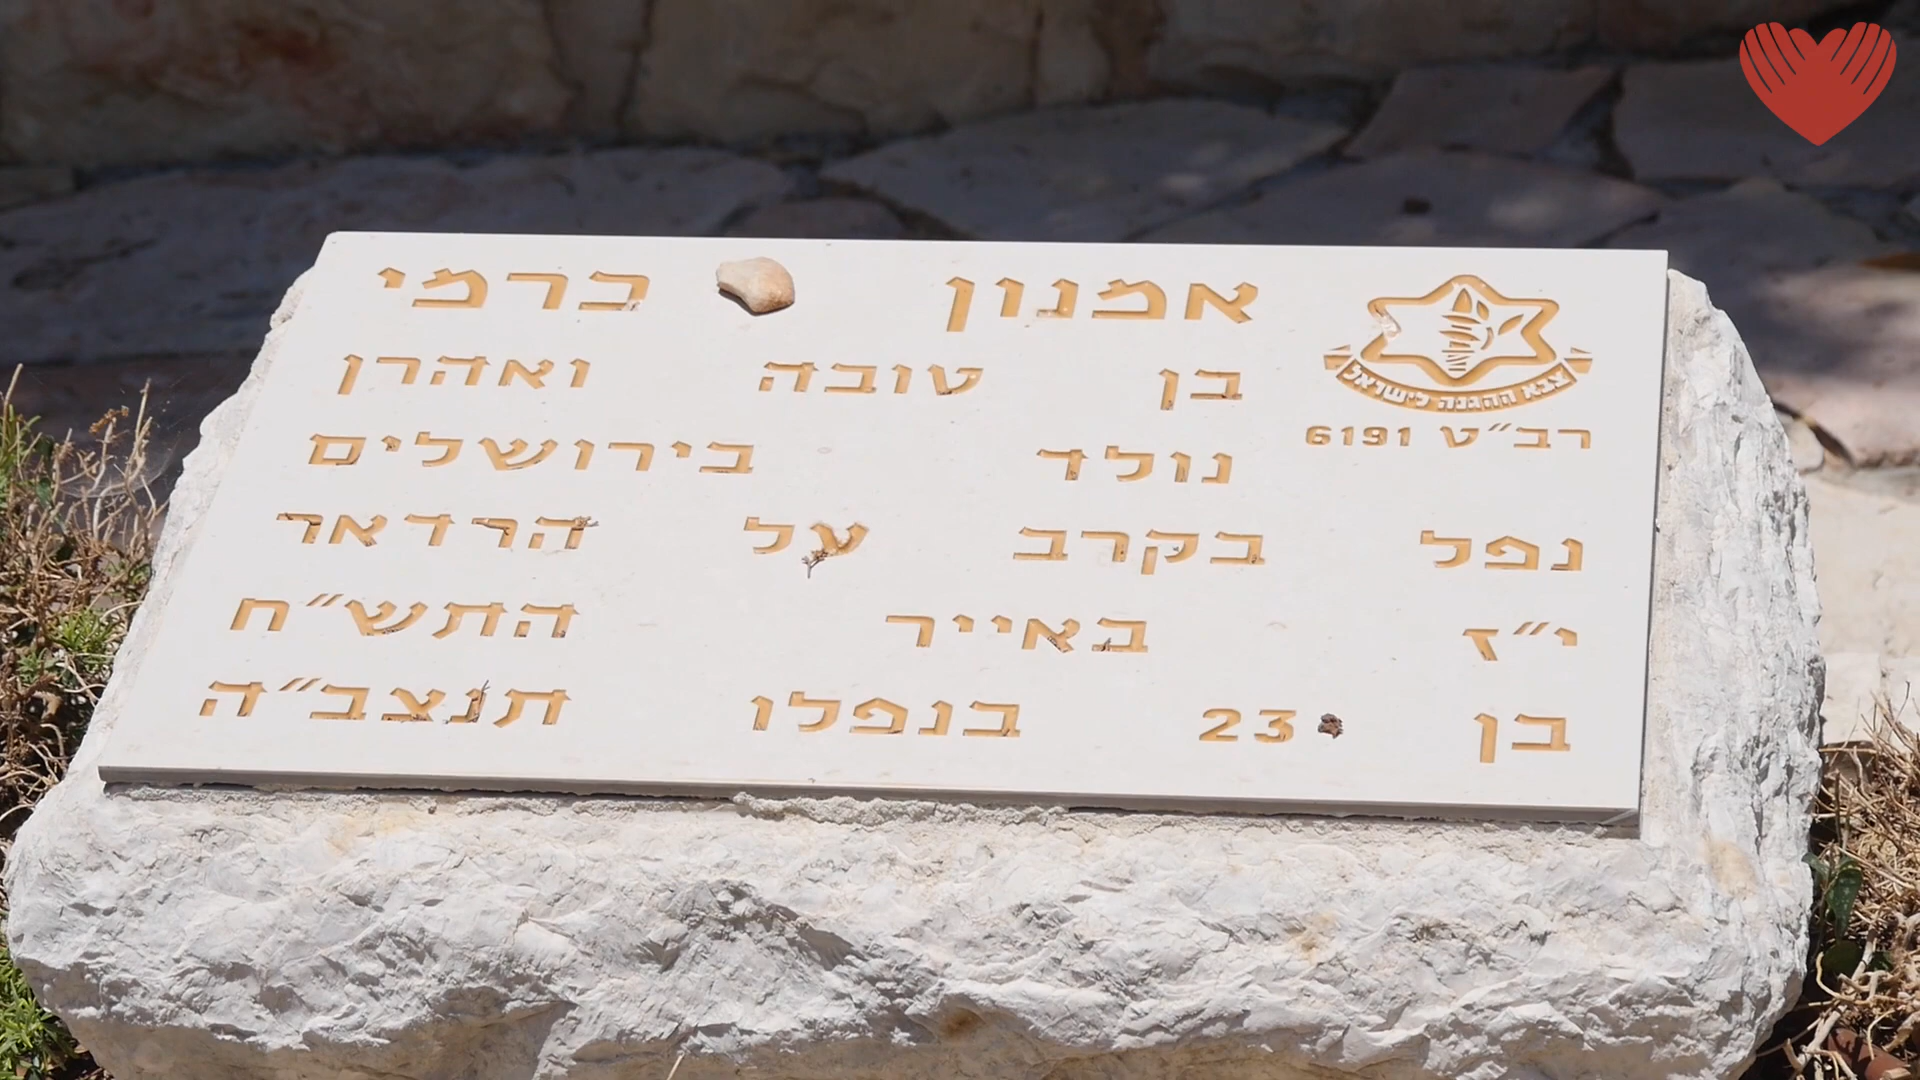 אמנון כרמי
צבא ההגנה לישראל
בן טובה ואהרן
רב״ט 6191
נולד בירושלים
נפל בקרב על הרדאר
י״ז באייר התש״ח
בן 23 בנפלו תנצב״ה